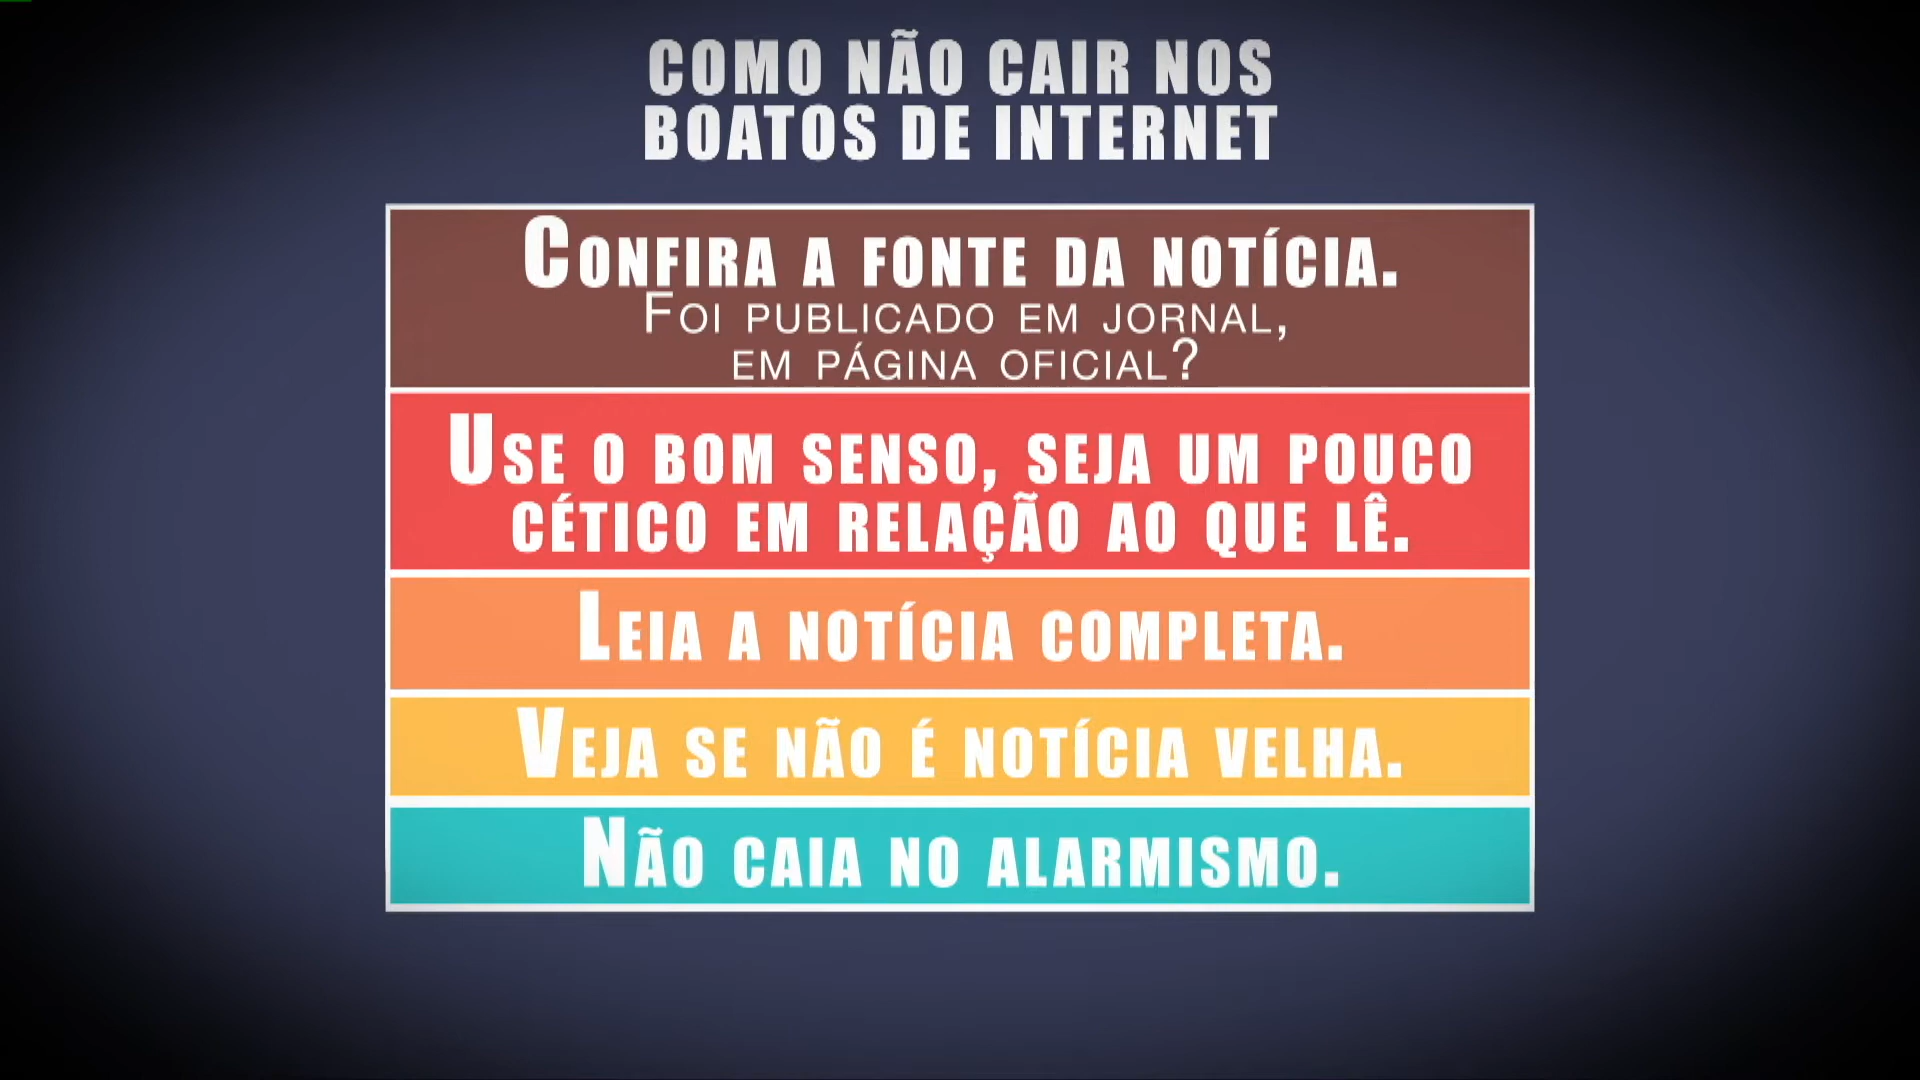 COMO NÃO CAIR NOS
BOATOS DE INTERNET
CONFIRA A FONTE DA NOTÍCIA.
FOI PUBLICADO EM JORNAL,
EM PÁGINA OFICIAL?
USE O BOM SENSO, SEJA UM POUCO
CÉTICO EM RELAÇÃO AO QUE LÊ.
LEIA A NOTÍCIA COMPLETA.
VEJA SE NÃO É NOTÍCIA VELHA.
NÃO CAIA NO ALARMISMO.